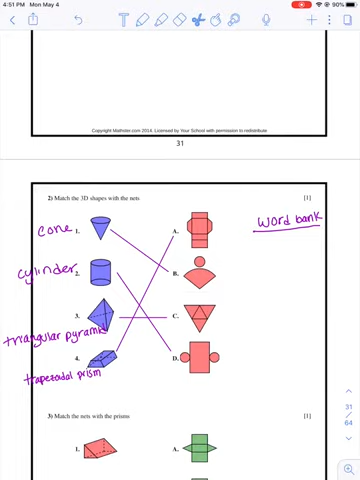 4:51 PM Mon May 4
90%
Copyright Mathster.com 2014. Licensed by Your School with permission to redistribute
31
2) Match the 3D shapes with the nets [1]
word bank
cone 1. A.
cylinder 2. B.
3. C.
triangular pyramid
4. D.
trapezoidal prism
31
/
64
3) Match the nets with the prisms [1]
1. A.